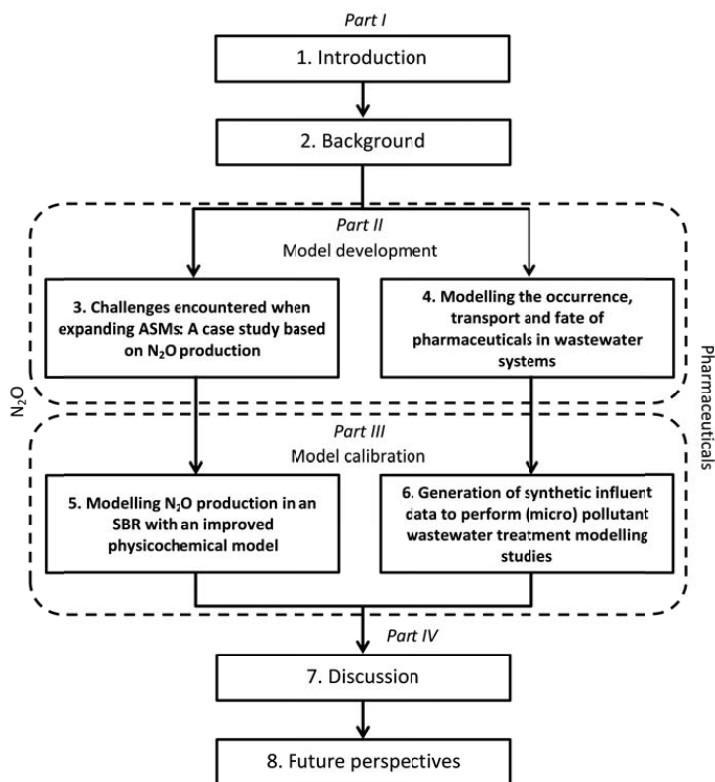 Part I
1. Introduction
2. Background
Part II
Model development
3. Challenges encountered when
expanding ASMs: A case study based
on N₂O production
4. Modelling the occurrence,
transport and fate of
pharmaceuticals in wastewater
systems
N₂O
Pharmaceuticals
Part III
Model calibration
5. Modelling N₂O production in an
SBR with an improved
physicochemical model
6. Generation of synthetic influent
data to perform (micro) pollutant
wastewater treatment modelling
studies
Part IV
7. Discussion
8. Future perspectives